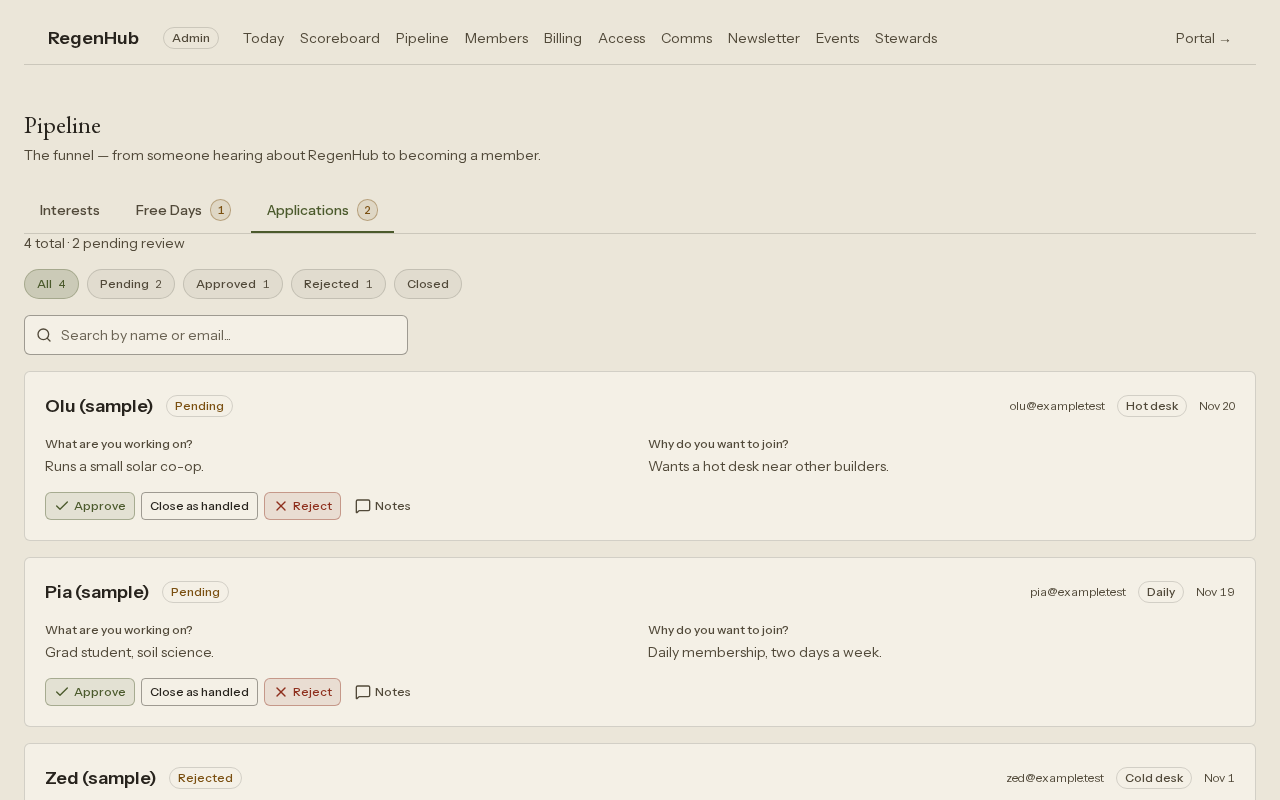 RegenHub Admin Today Scoreboard Pipeline Members Billing Access Comms Newsletter Events Stewards Portal →
Pipeline
The funnel — from someone hearing about RegenHub to becoming a member.
Interests Free Days 1 Applications 2
4 total · 2 pending review
All 4 Pending 2 Approved 1 Rejected 1 Closed
Search by name or email...
Olu (sample) Pending olu@example.test Hot desk Nov 20
What are you working on? Why do you want to join?
Runs a small solar co-op. Wants a hot desk near other builders.
Approve Close as handled Reject Notes
Pia (sample) Pending pia@example.test Daily Nov 19
What are you working on? Why do you want to join?
Grad student, soil science. Daily membership, two days a week.
Approve Close as handled Reject Notes
Zed (sample) Rejected zed@example.test Cold desk Nov 1